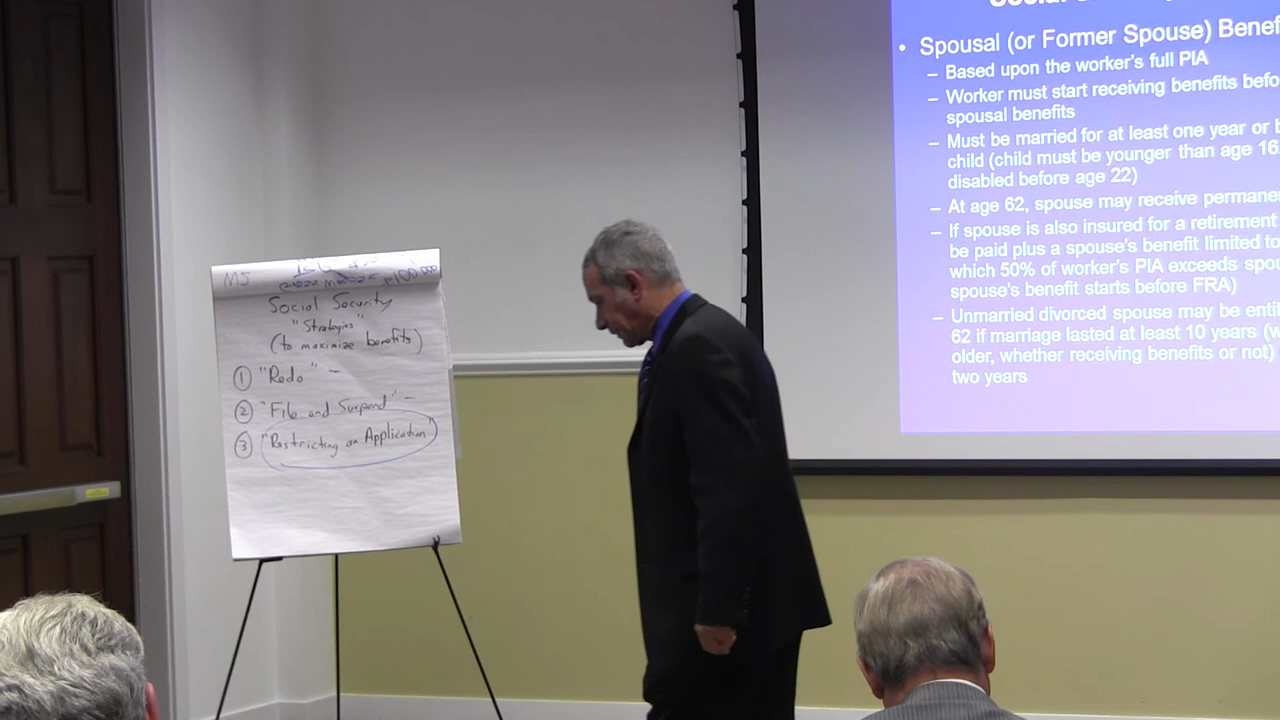 MJ
$100,000
Social Security
"Strategies"
(to maximize benefits)
① "Redo" –
② "File and Suspend" –
③ "Restricting an Application"
• Spousal (or Former Spouse)
– Based upon the worker's full PIA
– Worker must start receiving benefits
spousal benefits
– Must be married for at least one year or
child (child must be younger than age 16
disabled before age 22)
– At age 62, spouse may receive
– If spouse is also insured for a retirement
be paid plus a spouse's benefit limited to
which 50% of worker's PIA exceeds
spouse's benefit starts before FRA)
– Unmarried divorced spouse may be
62 if marriage lasted at least 10 years
older, whether receiving benefits or not)
two years